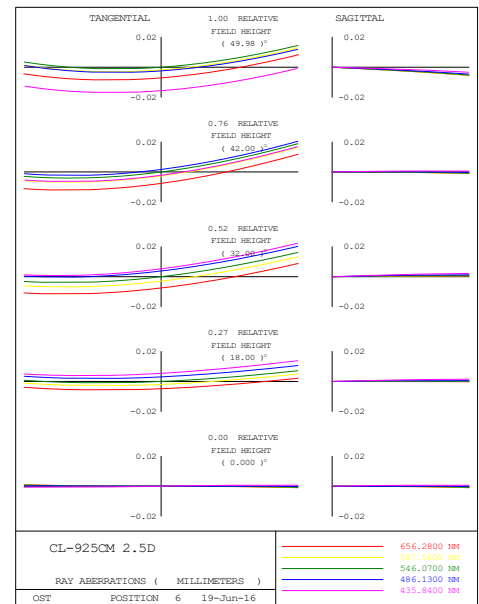 TANGENTIAL 1.00 RELATIVE SAGITTAL
FIELD HEIGHT
0.02 ( 49.98 )° 0.02
-0.02 -0.02
0.76 RELATIVE
FIELD HEIGHT
0.02 ( 42.00 )° 0.02
-0.02 -0.02
0.52 RELATIVE
FIELD HEIGHT
0.02 ( 32.00 )° 0.02
-0.02 -0.02
0.27 RELATIVE
FIELD HEIGHT
0.02 ( 18.00 )° 0.02
-0.02 -0.02
0.00 RELATIVE
FIELD HEIGHT
0.02 ( 0.000 )° 0.02
-0.02 -0.02
CL-925CM 2.5D
RAY ABERRATIONS ( MILLIMETERS )
OST POSITION 6 19-Jun-16
656.2800 NM
NM
546.0700 NM
486.1300 NM
435.8400 NM